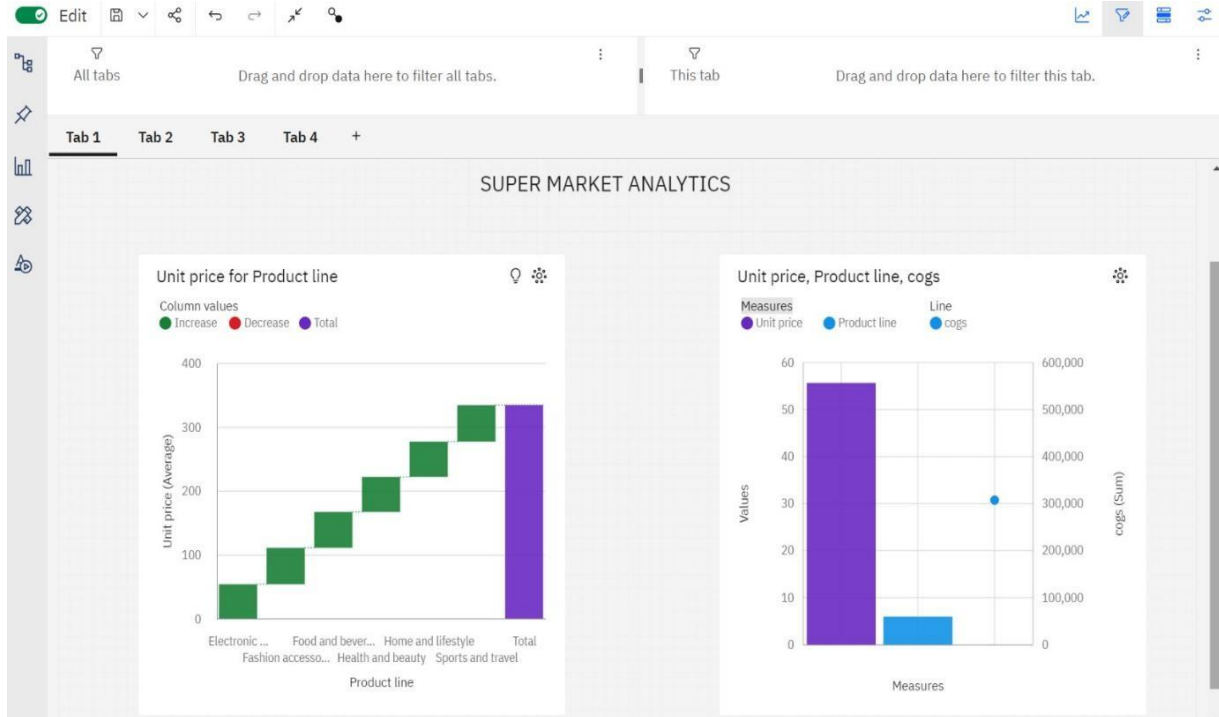 Edit
All tabs
Drag and drop data here to filter all tabs.
This tab
Drag and drop data here to filter this tab.
Tab 1 Tab 2 Tab 3 Tab 4 +
SUPER MARKET ANALYTICS
Unit price for Product line
Column values
Increase Decrease Total
400
300
200
100
0
Unit price (Average)
Electronic ... Food and bever... Home and lifestyle Total
Fashion accesso... Health and beauty Sports and travel
Product line
Unit price, Product line, cogs
Measures Line
Unit price Product line cogs
60 600,000
50 500,000
40 400,000
30 300,000
20 200,000
10 100,000
0 0
Values
cogs (Sum)
Measures